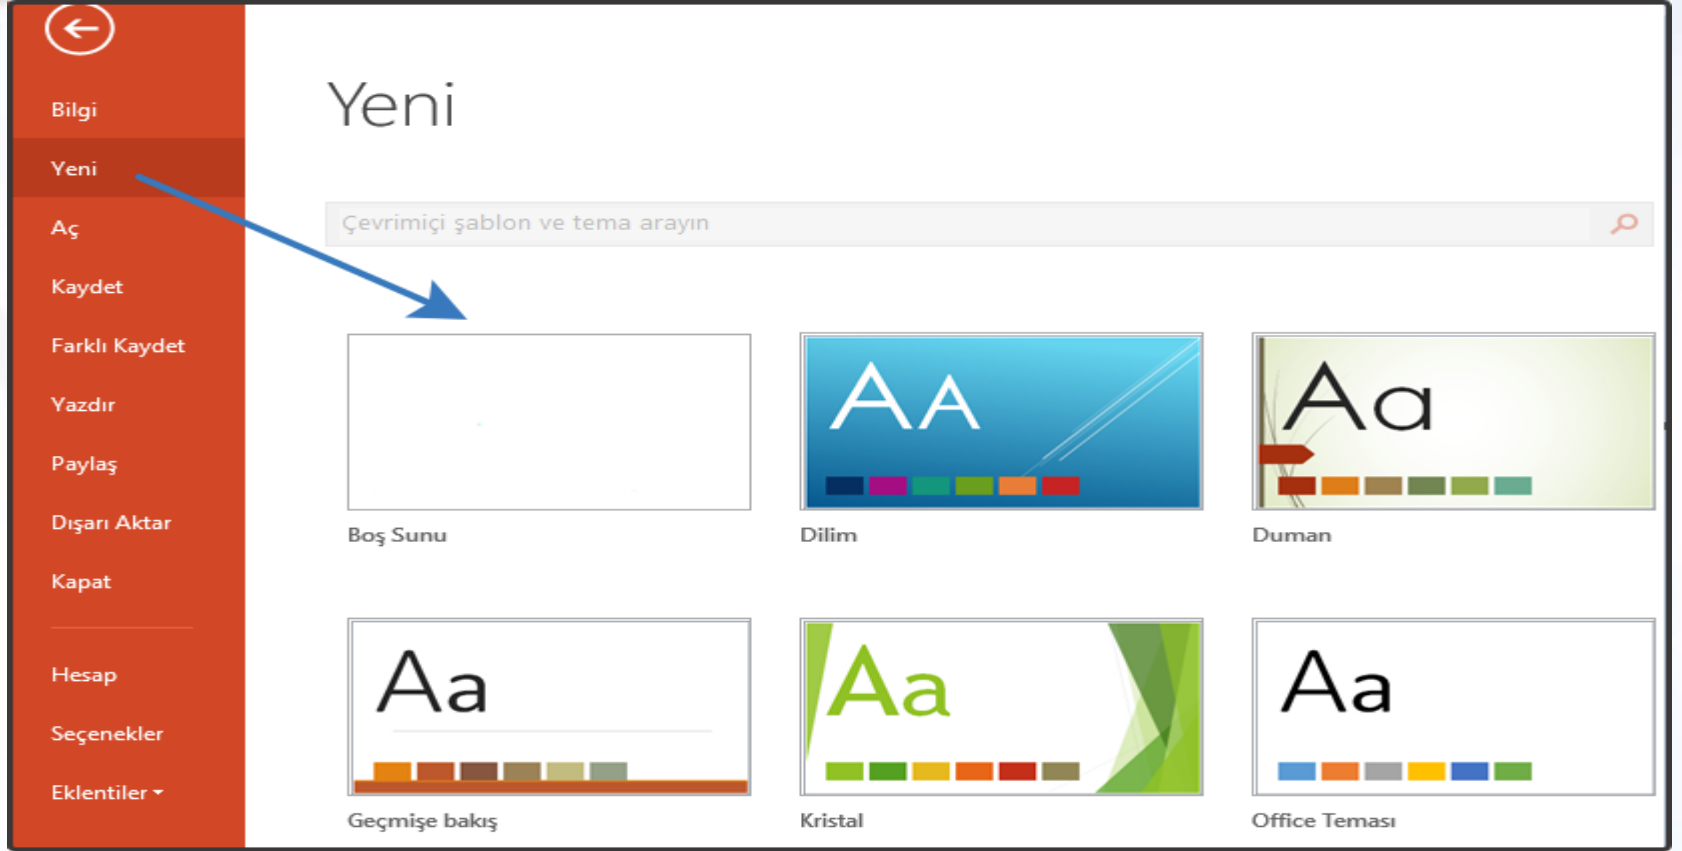 Bilgi
Yeni
Aç
Kaydet
Farklı Kaydet
Yazdır
Paylaş
Dışarı Aktar
Kapat
Hesap
Seçenekler
Eklentiler
Yeni
Çevrimiçi şablon ve tema arayın
Boş Sunu
AA
Dilim
Aa
Duman
Aa
Geçmişe bakış
Aa
Kristal
Aa
Office Teması